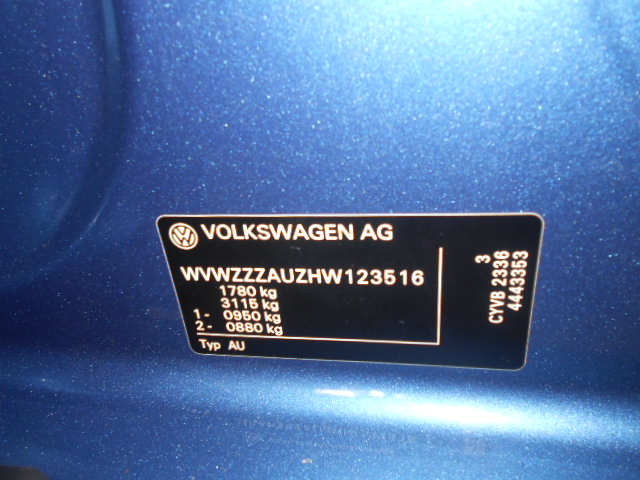 VOLKSWAGEN AG
WVWZZZAUZHW123516
1780 kg
3115 kg
1- 0950 kg
2- 0880 kg
Typ AU
3
CYVB 2336
4443353